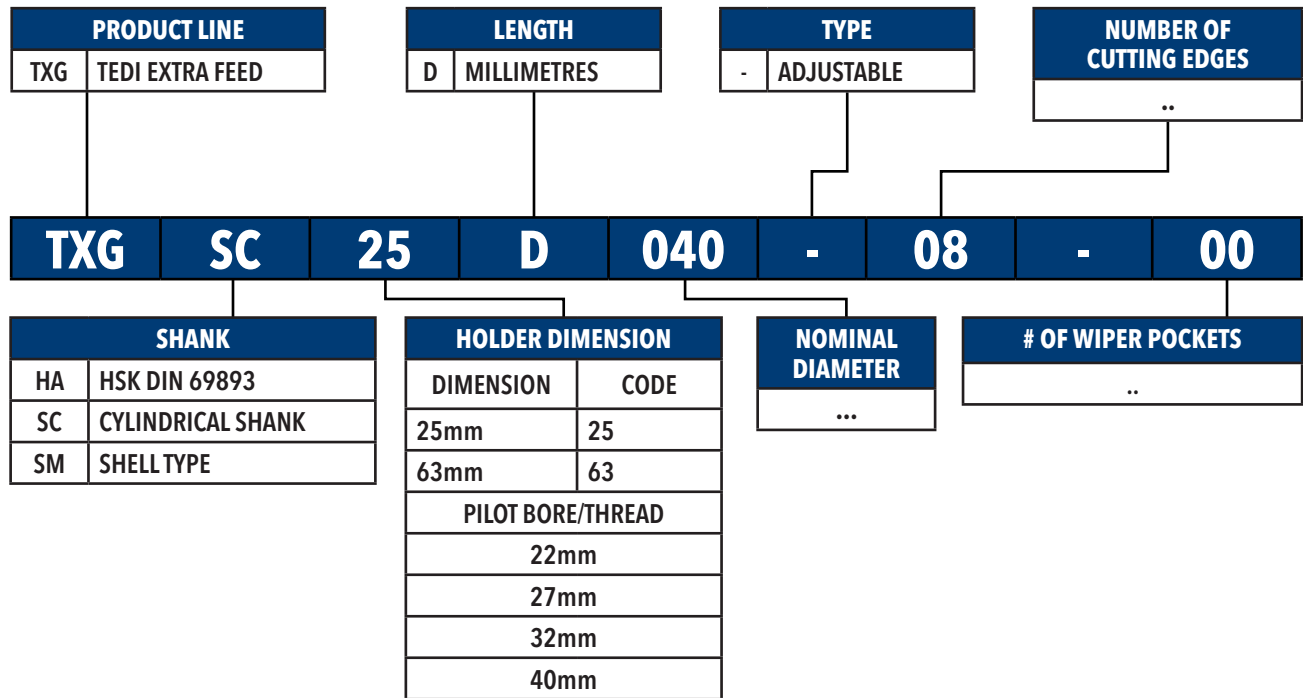 PRODUCT LINE
TXG TEDI EXTRA FEED
LENGTH
D MILLIMETRES
TYPE
- ADJUSTABLE
NUMBER OF
CUTTING EDGES
..
TXG SC 25 D 040 - 08 - 00
SHANK
HA HSK DIN 69893
SC CYLINDRICAL SHANK
SM SHELL TYPE
HOLDER DIMENSION
DIMENSION CODE
25mm 25
63mm 63
PILOT BORE/THREAD
22mm
27mm
32mm
40mm
NOMINAL
DIAMETER
...
# OF WIPER POCKETS
..